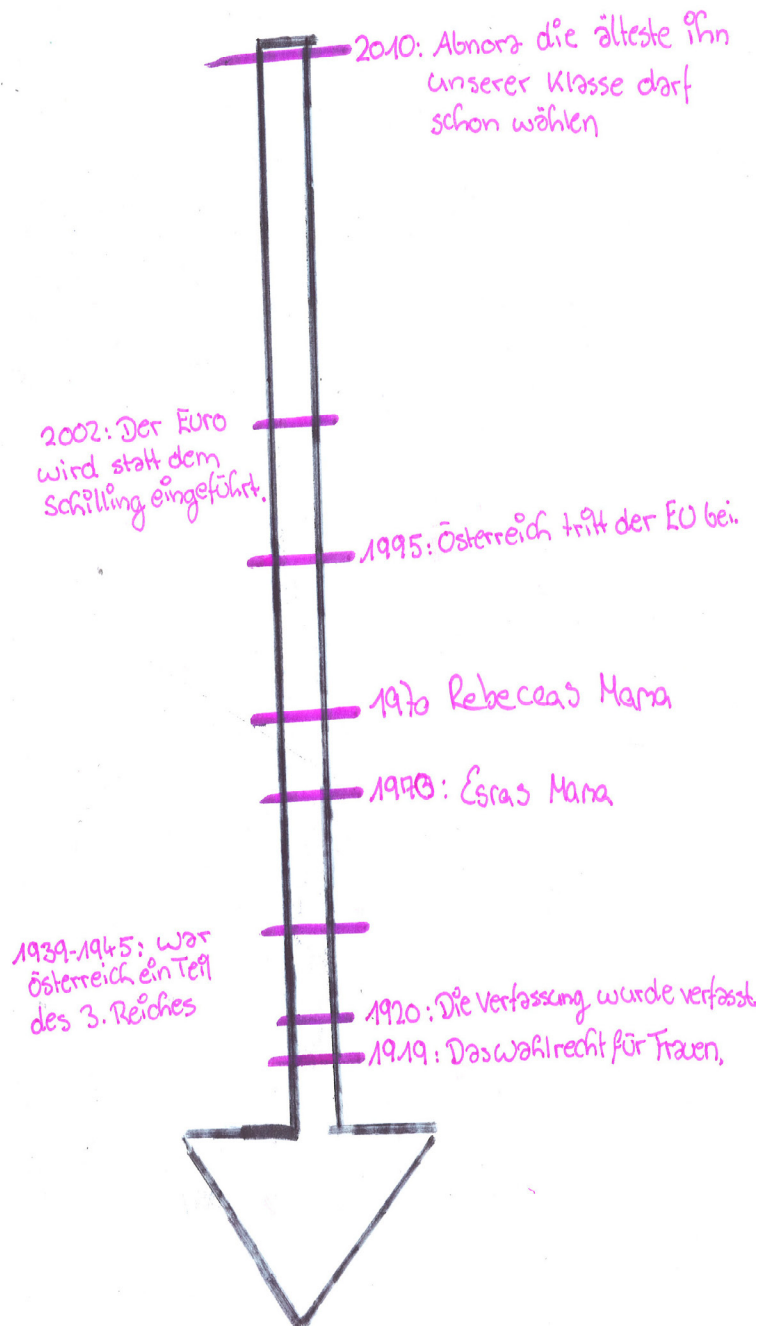 2010: Abnora die älteste ihn
unserer Klasse darf
schon wählen
2002: Der Euro
wird statt dem
Schilling eingeführt.
1995: Österreich tritt der EU bei.
1970 Rebeccas Mama
Esras Mama
1939-1945: war
Österreich ein Teil
des 3. Reiches
1920: Die Verfassung wurde verfasst.
1919: Das Wahlrecht für Frauen.